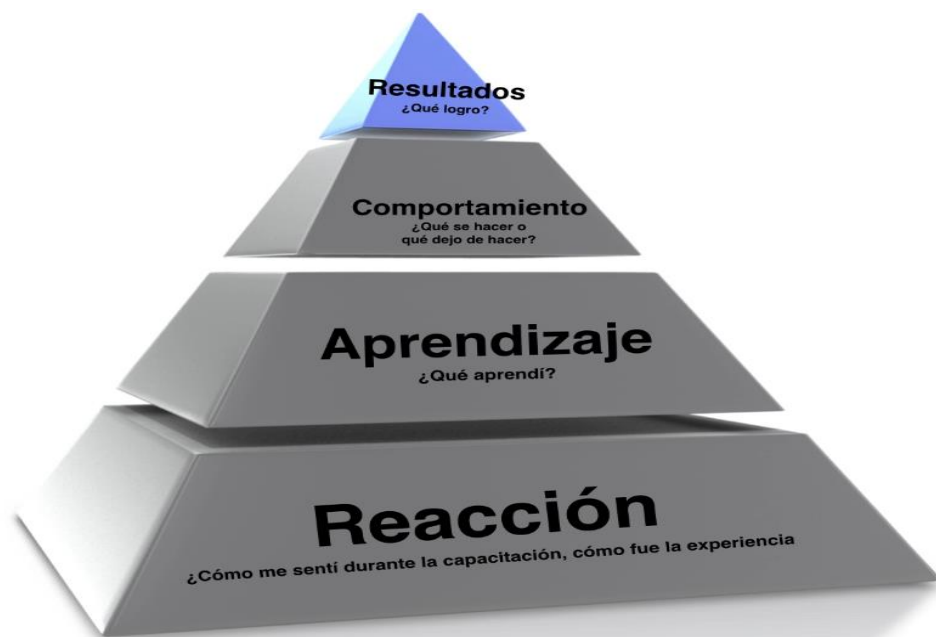 Resultados
¿Qué logro?
Comportamiento
¿Qué se hacer o
qué dejo de hacer?
Aprendizaje
¿Qué aprendí?
Reacción
¿Cómo me sentí durante la capacitación, cómo fue la experiencia